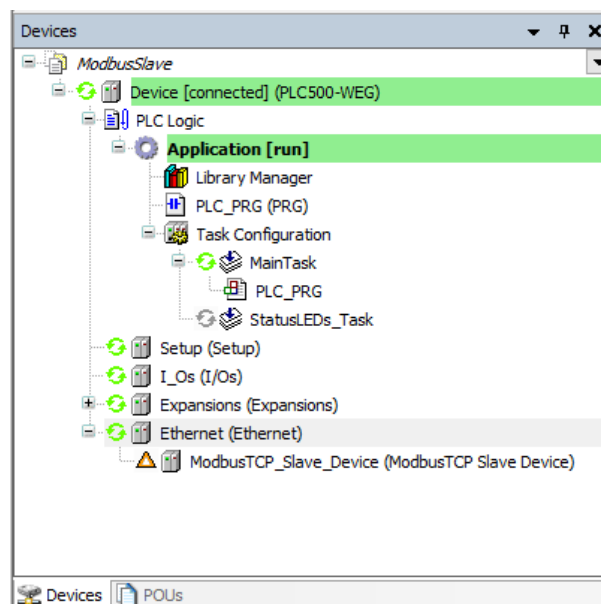 Devices
ModbusSlave
Device [connected] (PLC500-WEG)
PLC Logic
Application [run]
Library Manager
PLC_PRG (PRG)
Task Configuration
MainTask
PLC_PRG
StatusLEDs_Task
Setup (Setup)
I_Os (I/Os)
Expansions (Expansions)
Ethernet (Ethernet)
ModbusTCP_Slave_Device (ModbusTCP Slave Device)
Devices POUs